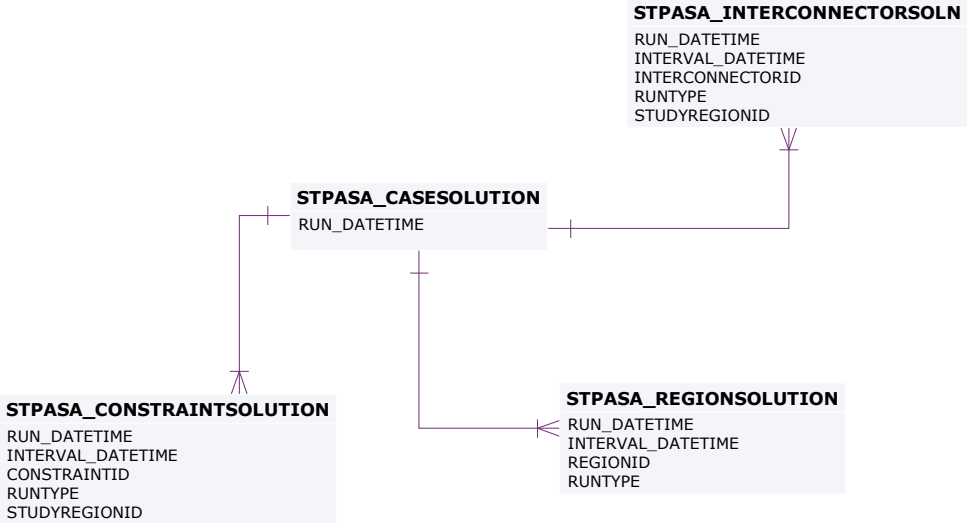 STPASA_INTERCONNECTORSOLN
RUN_DATETIME
INTERVAL_DATETIME
INTERCONNECTORID
RUNTYPE
STUDYREGIONID
STPASA_CASESOLUTION
RUN_DATETIME
STPASA_CONSTRAINTSOLUTION
RUN_DATETIME
INTERVAL_DATETIME
CONSTRAINTID
RUNTYPE
STUDYREGIONID
STPASA_REGIONSOLUTION
RUN_DATETIME
INTERVAL_DATETIME
REGIONID
RUNTYPE